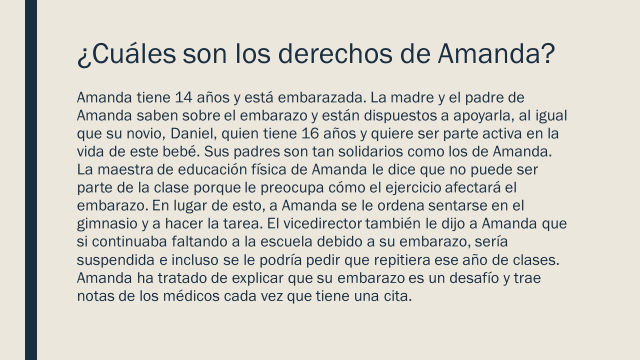 ¿Cuáles son los derechos de Amanda?
Amanda tiene 14 años y está embarazada. La madre y el padre de
Amanda saben sobre el embarazo y están dispuestos a apoyarla, al igual
que su novio, Daniel, quien tiene 16 años y quiere ser parte activa en la
vida de este bebé. Sus padres son tan solidarios como los de Amanda.
La maestra de educación física de Amanda le dice que no puede ser
parte de la clase porque le preocupa cómo el ejercicio afectará el
embarazo. En lugar de esto, a Amanda se le ordena sentarse en el
gimnasio y a hacer la tarea. El vicedirector también le dijo a Amanda que
si continuaba faltando a la escuela debido a su embarazo, sería
suspendida e incluso se le podría pedir que repitiera ese año de clases.
Amanda ha tratado de explicar que su embarazo es un desafío y trae
notas de los médicos cada vez que tiene una cita.